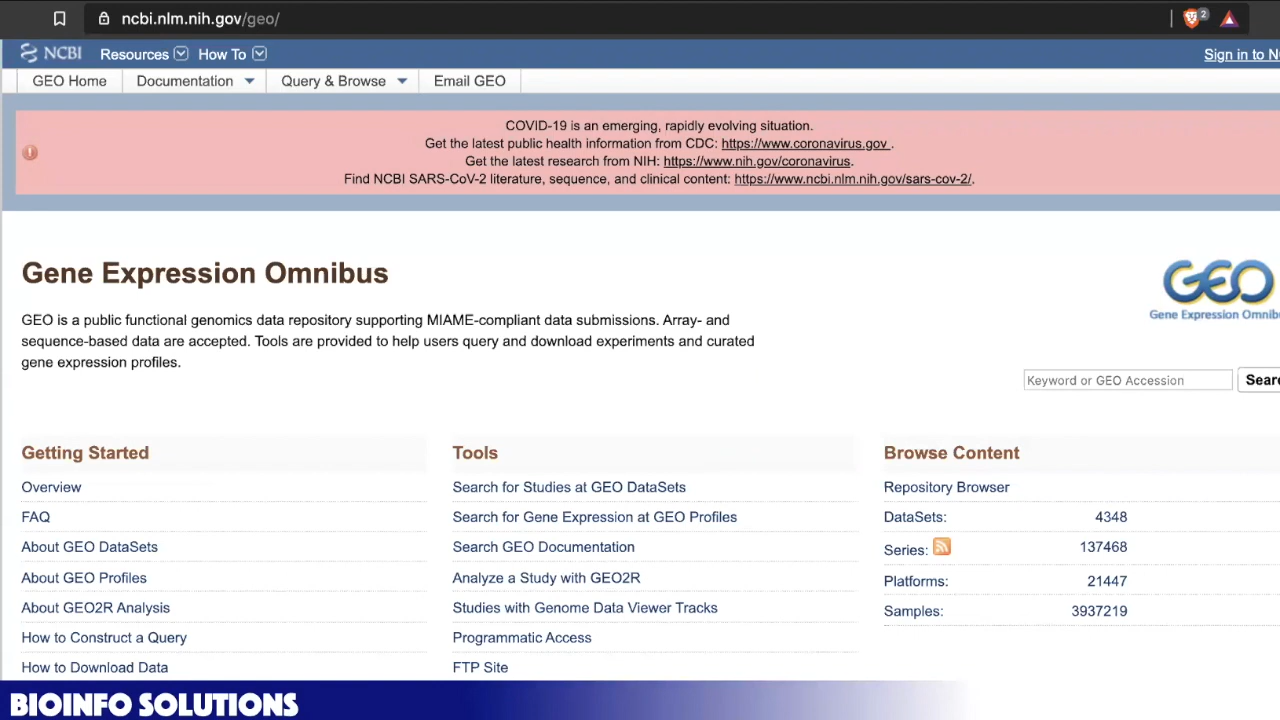 ncbi.nlm.nih.gov/geo/
2
NCBI Resources How To Sign in to N
GEO Home Documentation Query & Browse Email GEO
COVID-19 is an emerging, rapidly evolving situation.
Get the latest public health information from CDC: https://www.coronavirus.gov .
Get the latest research from NIH: https://www.nih.gov/coronavirus.
Find NCBI SARS-CoV-2 literature, sequence, and clinical content: https://www.ncbi.nlm.nih.gov/sars-cov-2/.
Gene Expression Omnibus
GEO
Gene Expression Omnibu
GEO is a public functional genomics data repository supporting MIAME-compliant data submissions. Array- and
sequence-based data are accepted. Tools are provided to help users query and download experiments and curated
gene expression profiles.
Keyword or GEO Accession Sear
Getting Started
Overview
FAQ
About GEO DataSets
About GEO Profiles
About GEO2R Analysis
How to Construct a Query
How to Download Data
Tools
Search for Studies at GEO DataSets
Search for Gene Expression at GEO Profiles
Search GEO Documentation
Analyze a Study with GEO2R
Studies with Genome Data Viewer Tracks
Programmatic Access
FTP Site
Browse Content
Repository Browser
DataSets: 4348
Series: 137468
Platforms: 21447
Samples: 3937219
BIOINFO SOLUTIONS